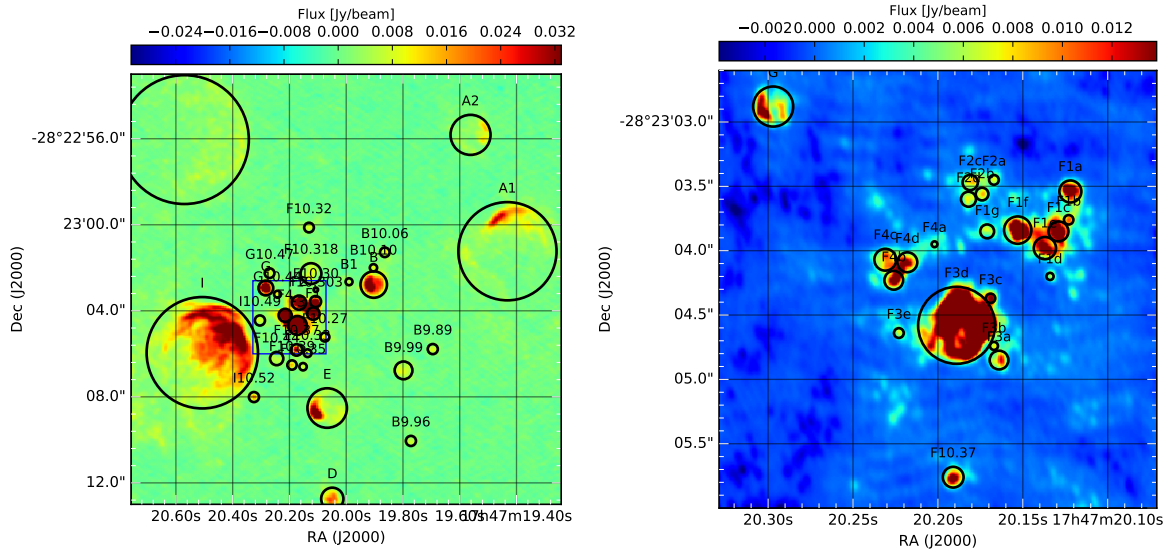 Flux [Jy/beam]
−0.024 −0.016 −0.008 0.000 0.008 0.016 0.024 0.032
A2
−28°22'56.0"
A1
F10.32
23'00.0"
B10.06
G10.47 F10.318 B10.10
G F10.30 B1 B
I
04.0"
I10.49
F10.27
B9.89
B9.99
I10.52
E
08.0"
B9.96
D
12.0"
20.60s 20.40s 20.20s 20.00s 19.80s 19.60s 17h47m19.40s
RA (J2000)
Dec (J2000)
Flux [Jy/beam]
−0.002 0.000 0.002 0.004 0.006 0.008 0.010 0.012
G
−28°23'03.0"
F2c F2a
F1a
F2b
03.5"
F1b
F1c
F1g F1f
F4a
F4c F4d
04.0"
F1d
F4b
F3d F3c
F3e
04.5"
F3b
F3a
05.0"
05.5"
F10.37
20.30s 20.25s 20.20s 20.15s 17h47m20.10s
RA (J2000)
Dec (J2000)